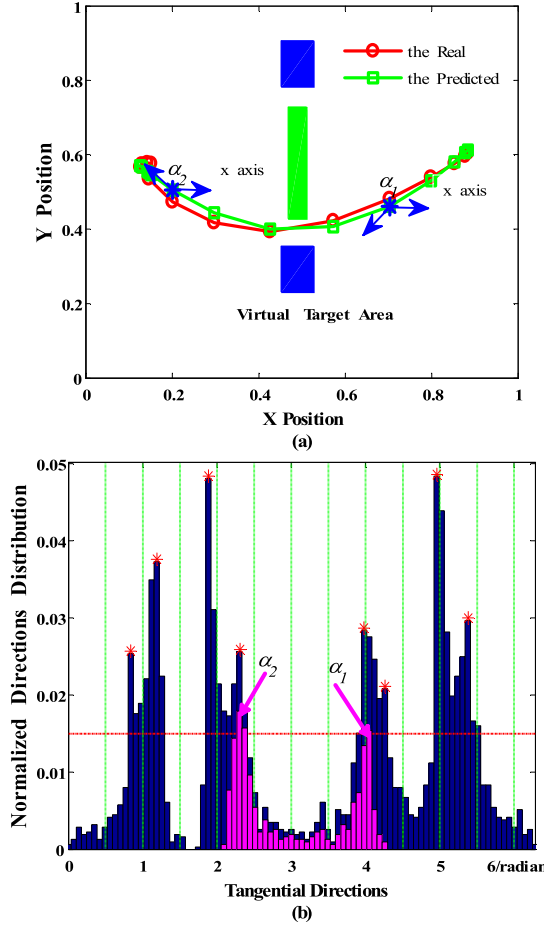 1
the Real
the Predicted
0.8
0.6
α2
x axis
α1
x axis
Y Position
0.4
0.2
Virtual Target Area
0
0
0.2
0.4
0.6
0.8
1
X Position
(a)
0.05
0.04
0.03
α2
α1
0.02
0.01
0
Normalized Directions Distribution
0
1
2
3
4
5
6/radian
Tangential Directions
(b)